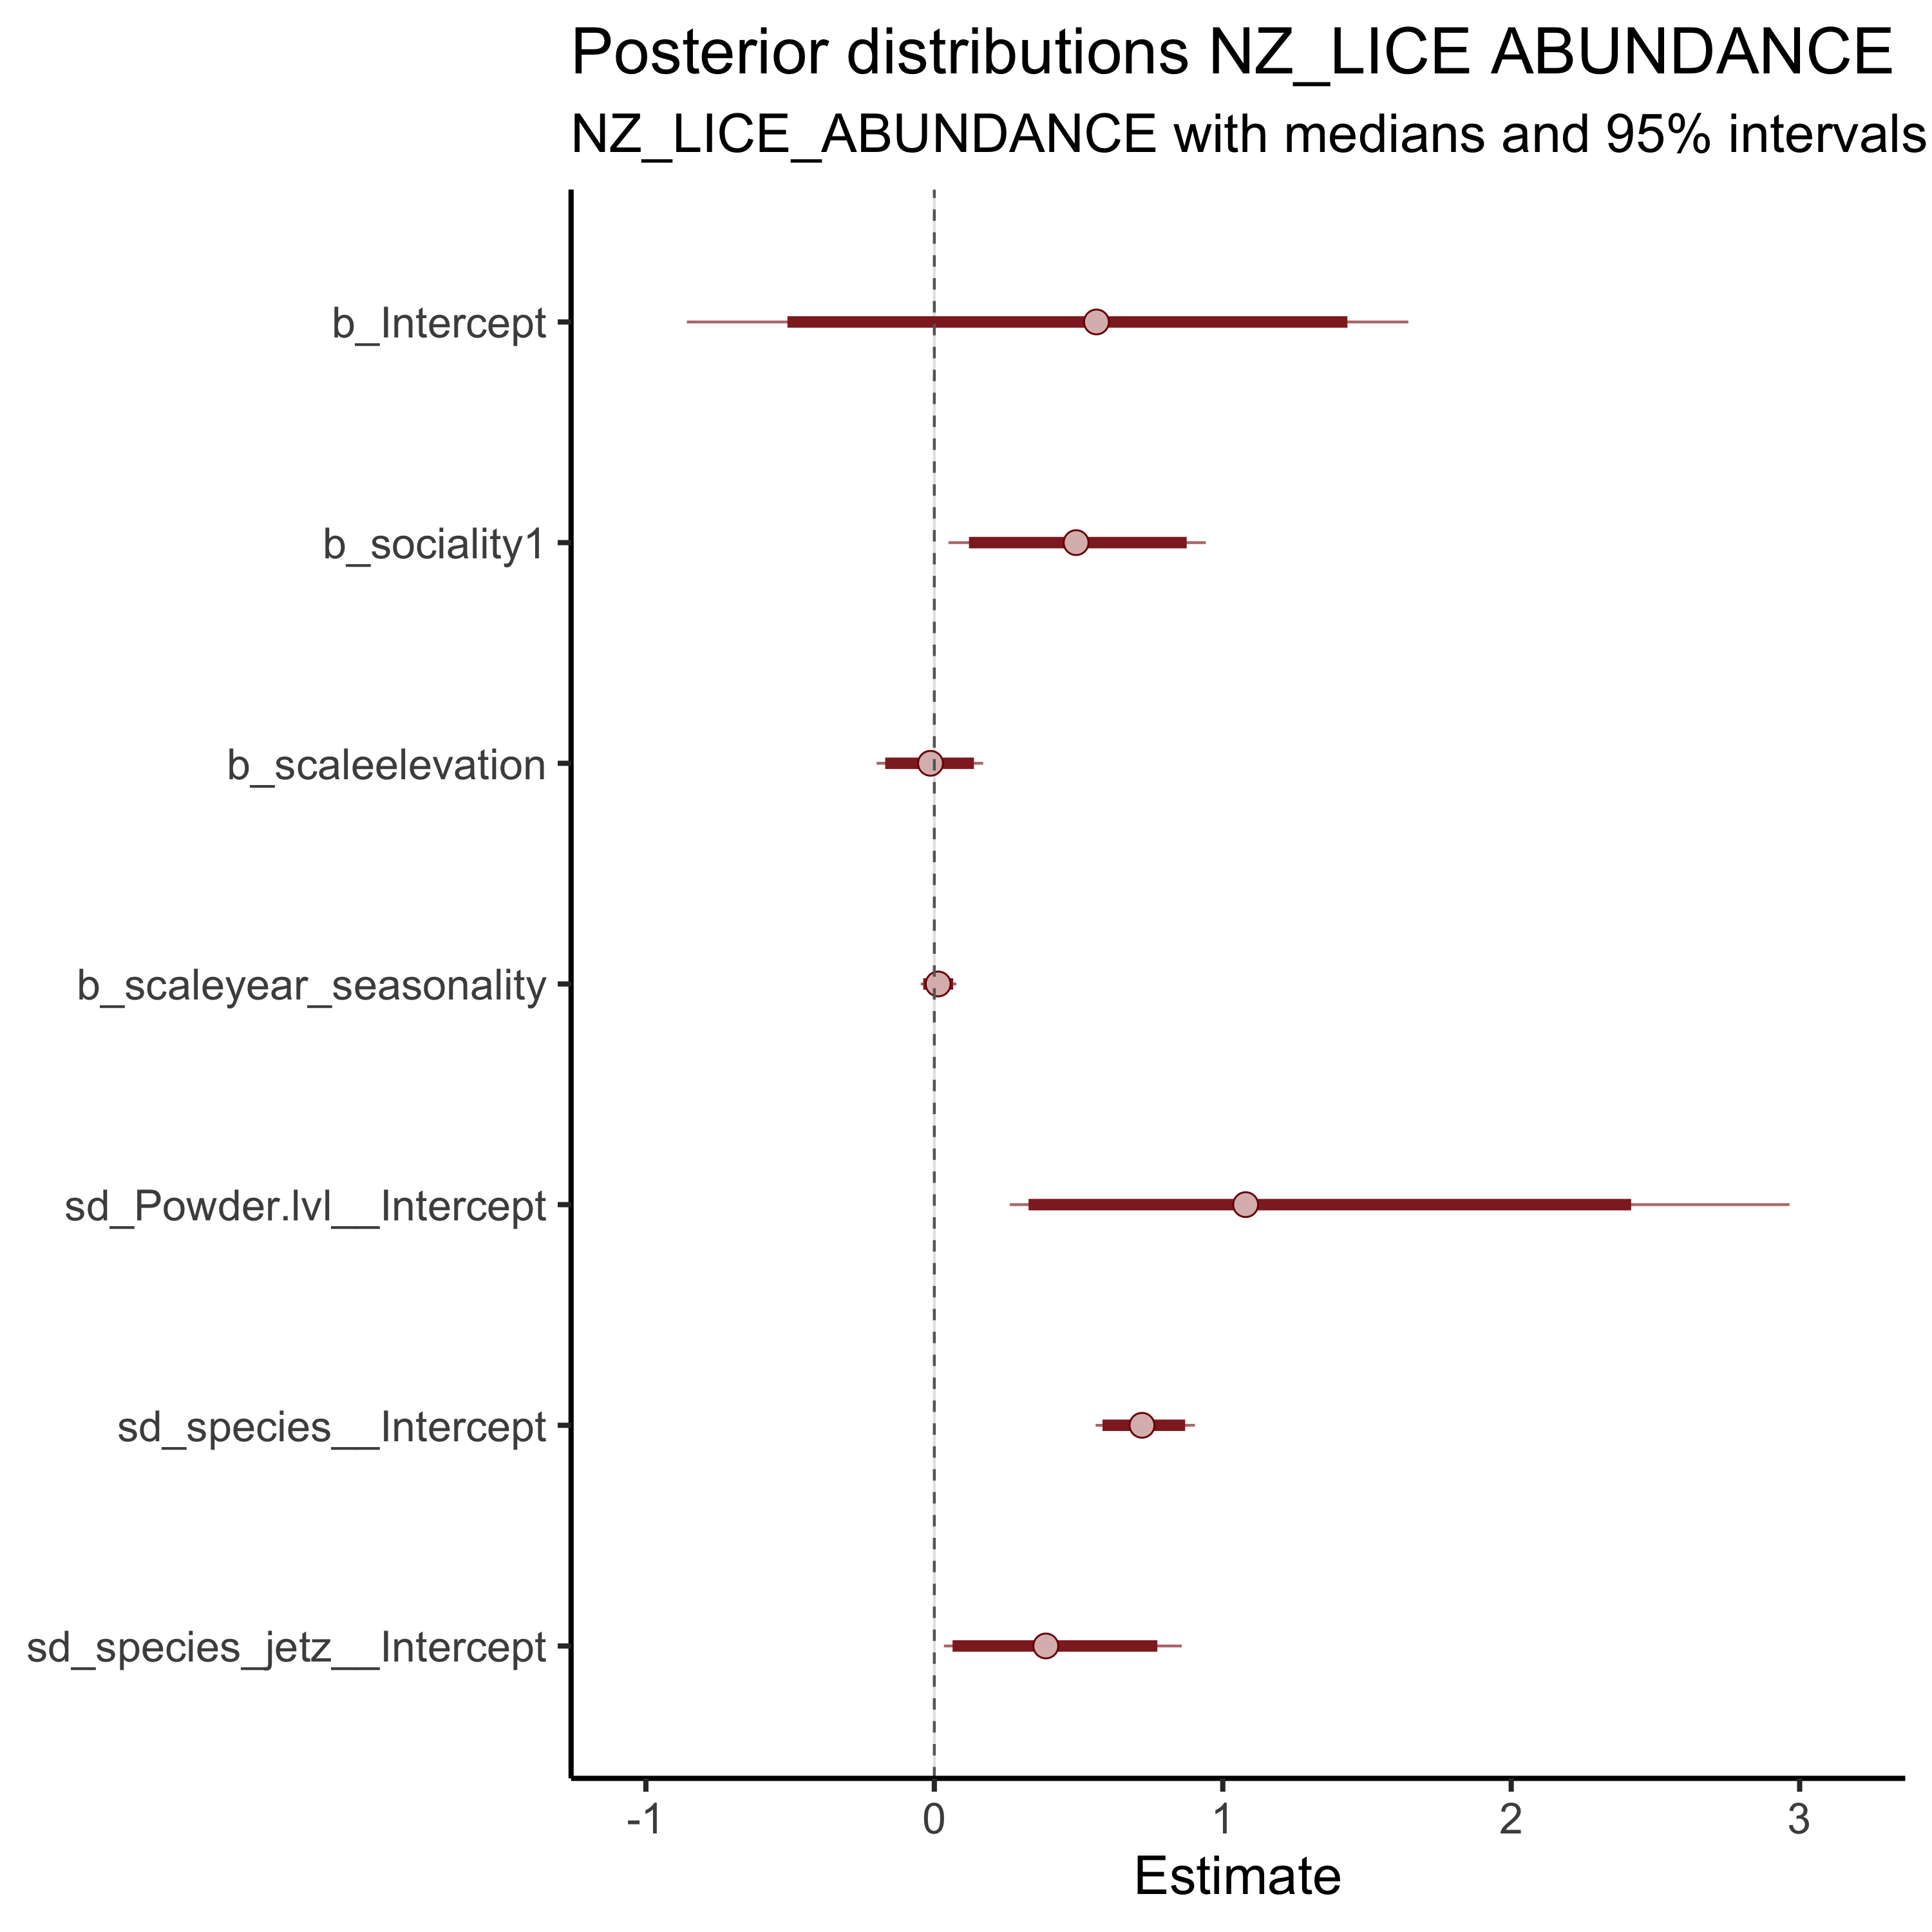 Posterior distributions NZ_LICE ABUNDANCE
NZ_LICE_ABUNDANCE with medians and 95% intervals
b_Intercept
b_sociality1
b_scaleelevation
b_scaleyear_seasonality
sd_Powder.lvl__Intercept
sd_species__Intercept
sd_species_jetz__Intercept
-1 0 1 2 3
Estimate